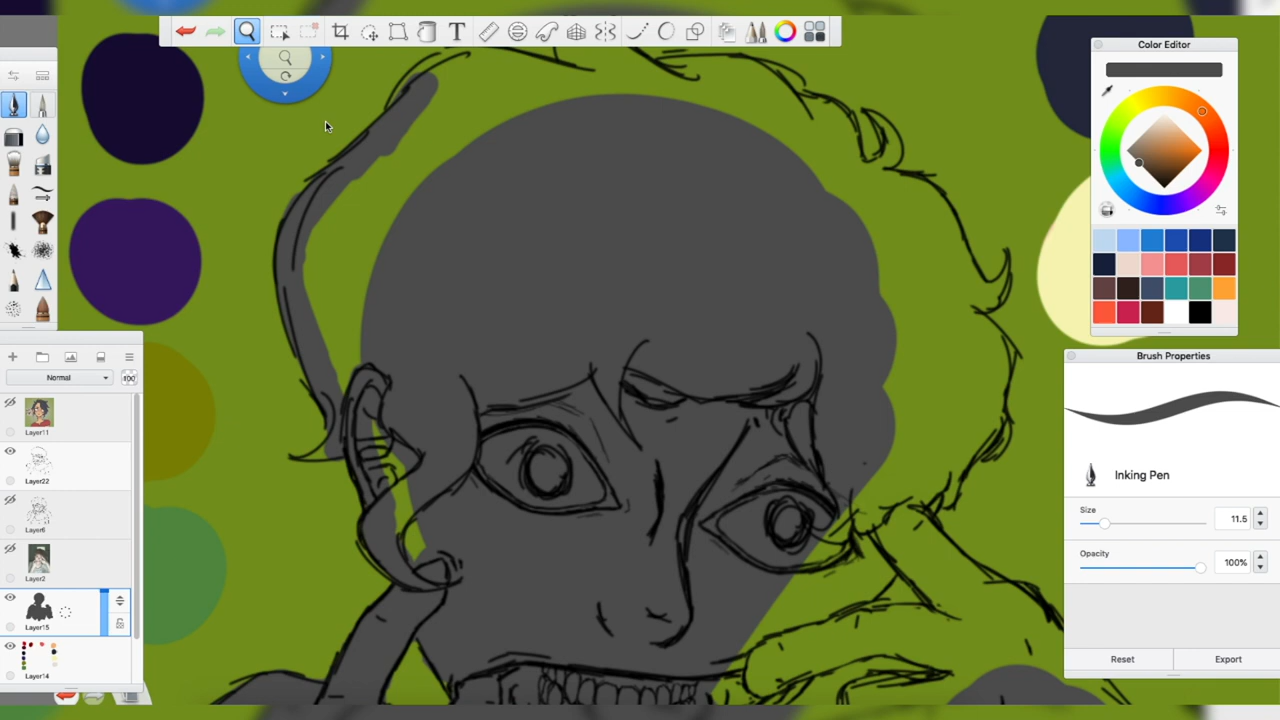 T
Color Editor
Normal
100
Layer11
Layer22
Layer6
Layer2
Layer15
Layer14
Brush Properties
Inking Pen
Size
11.5
Opacity
100%
Reset
Export